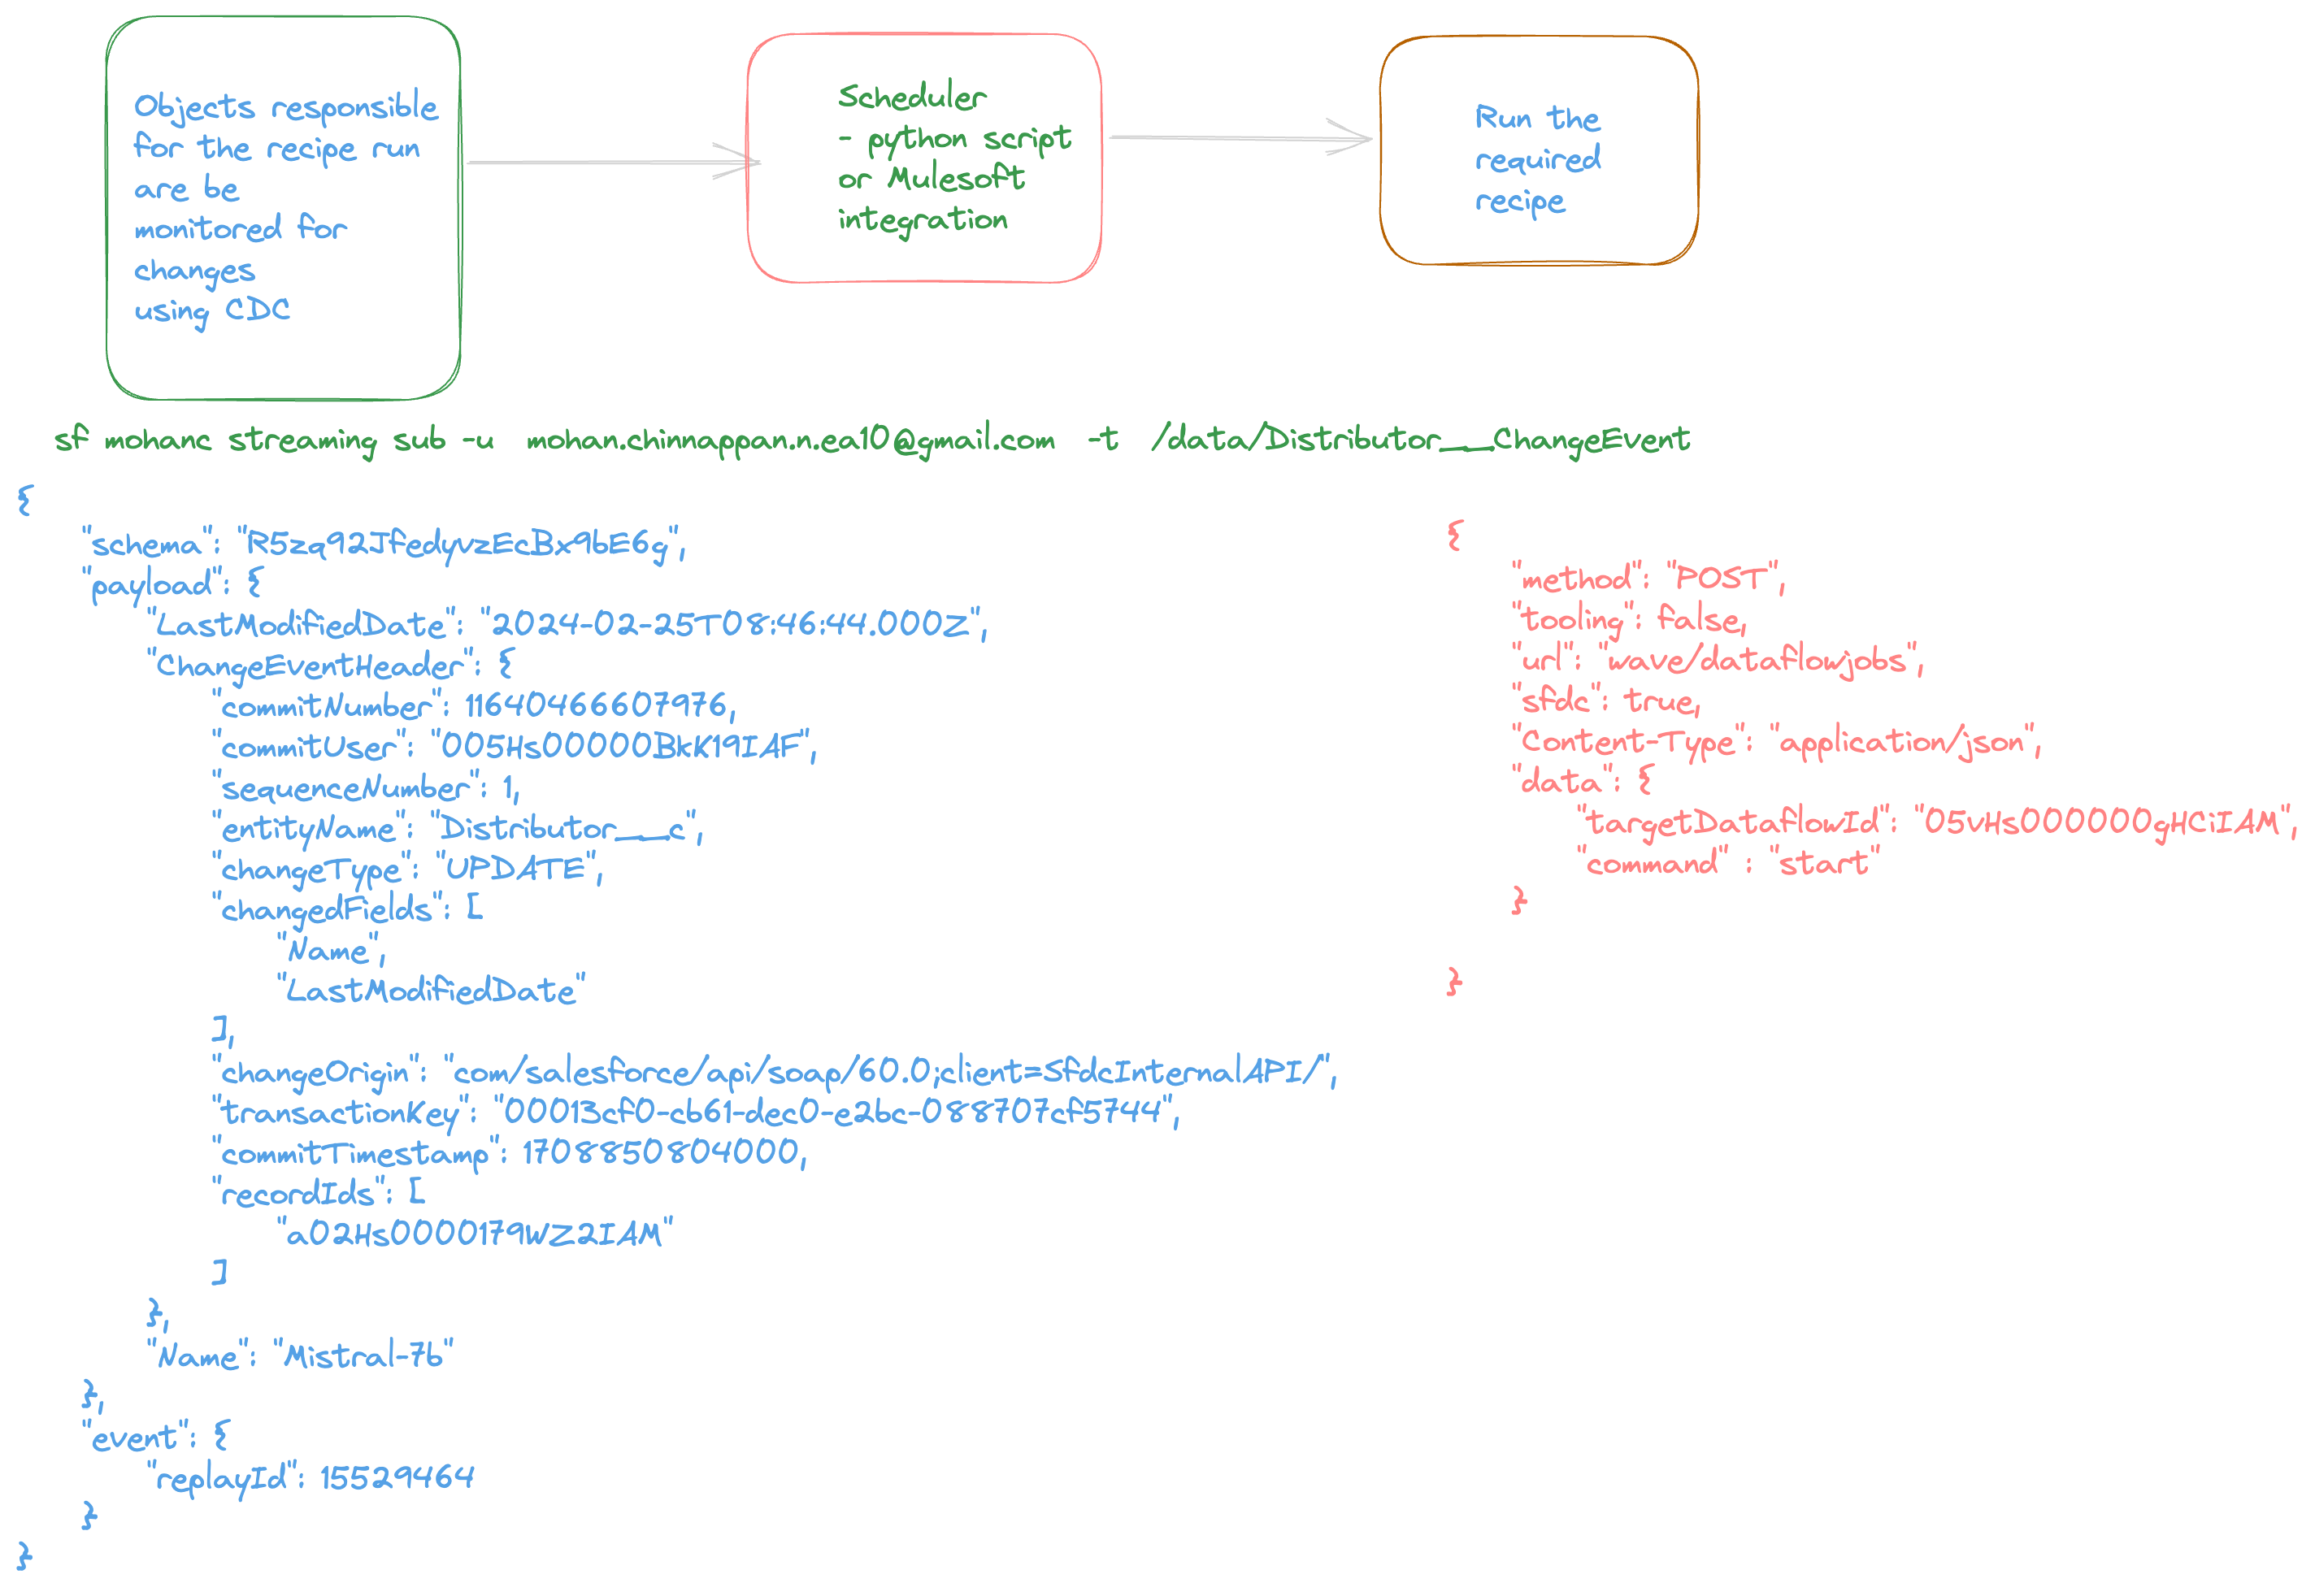 Objects responsible
for the recipe run
are be
monitored for
changes
using CDC
Scheduler
- python script
or Mulesoft
integration
Run the
required
recipe
sf mohanc streaming sub -u mohan.chinnappan.n.ea10@gmail.com -t /data/Distributor__ChangeEvent
{
"schema": "R5zq92JfedyVzEcBx9bE6g",
"payload": {
"LastModifiedDate": "2024-02-25T08:46:44.000Z",
"ChangeEventHeader": {
"commitNumber": 11640466607976,
"commitUser": "005Hs00000BkK19IAF",
"sequenceNumber": 1,
"entityName": "Distributor__c",
"changeType": "UPDATE",
"changedFields": [
"Name",
"LastModifiedDate"
],
"changeOrigin": "com/salesforce/api/soap/60.0;client=SfdcInternalAPI/",
"transactionKey": "00013cf0-cb61-dec0-e2bc-088707cf5744",
"commitTimestamp": 1708850804000,
"recordIds": [
"a02Hs0000179WZ2IAM"
]
},
"Name": "Mistral-7b"
},
"event": {
"replayId": 15529464
}
}
{
"method": "POST",
"tooling": false,
"url": "wave/dataflowjobs",
"sfdc": true,
"Content-Type": "application/json",
"data": {
"targetDataflowId": "05vHs000000gHCiIAM",
"command" : "start"
}
}